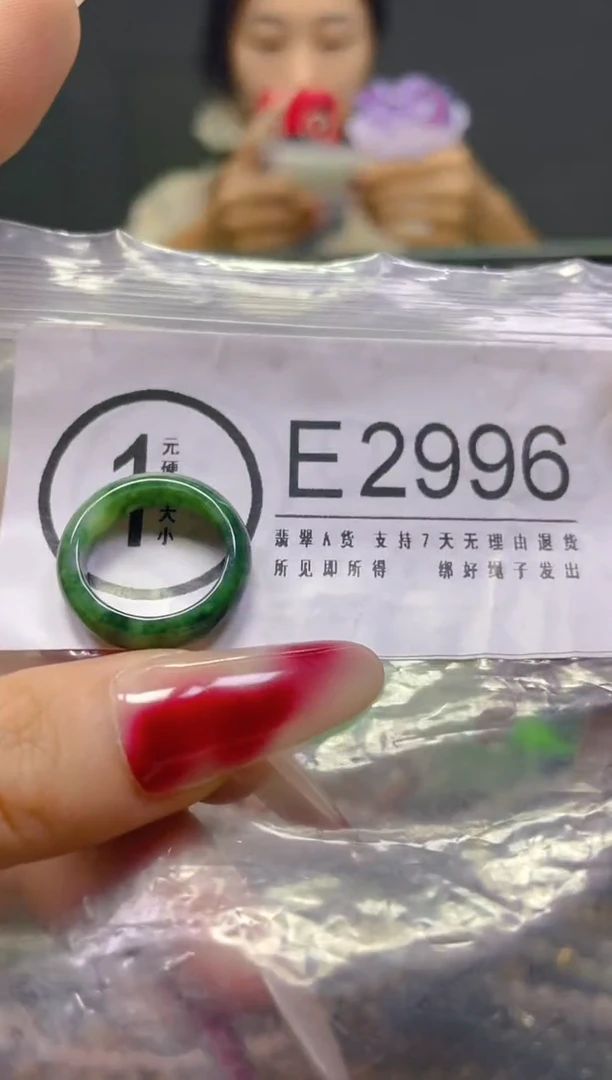 1
元
硬
大
小
E2996
翡翠A货 支持7天无理由退货
所见即所得 绑好绳子发出